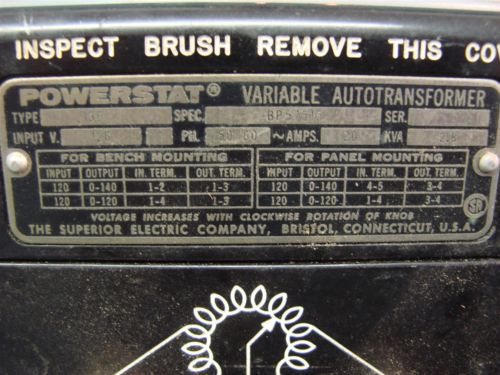 INSPECT BRUSH REMOVE THIS
POWERSTAT® VARIABLE AUTOTRANSFORMER
TYPE SPEC. SER.
INPUT V. PH. 50/60 ~ AMPS. KVA
FOR BENCH MOUNTING FOR PANEL MOUNTING
INPUT OUTPUT IN. TERM. OUT. TERM. INPUT OUTPUT IN. TERM. OUT. TERM.
120 0-140 1-2 1-3 120 0-140 4-5 3-4
120 0-120 1-4 1-3 120 0-120 1-4 3-4
VOLTAGE INCREASES WITH CLOCKWISE ROTATION OF KNOB
THE SUPERIOR ELECTRIC COMPANY, BRISTOL, CONNECTICUT, U.S.A.